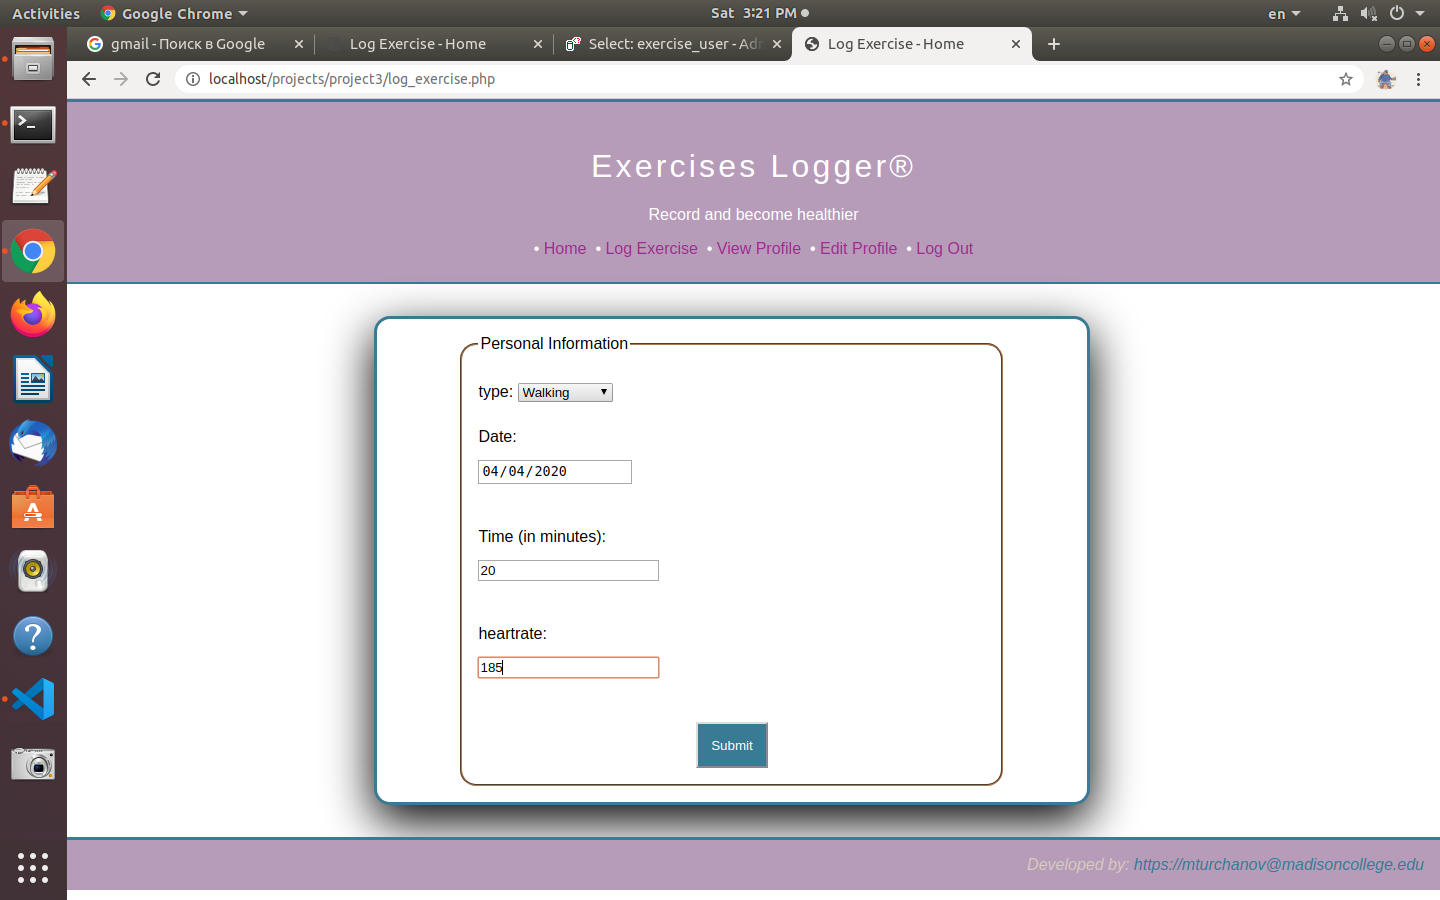 Activities Google Chrome Sat 3:21 PM en
gmail - Поиск в Google Log Exercise - Home Select: exercise_user - Adm Log Exercise - Home
localhost/projects/project3/log_exercise.php
Exercises Logger®
Record and become healthier
• Home • Log Exercise • View Profile • Edit Profile • Log Out
Personal Information
type: Walking
Date:
04/04/2020
Time (in minutes):
20
heartrate:
185
Submit
Developed by: https://mturchanov@madisoncollege.edu